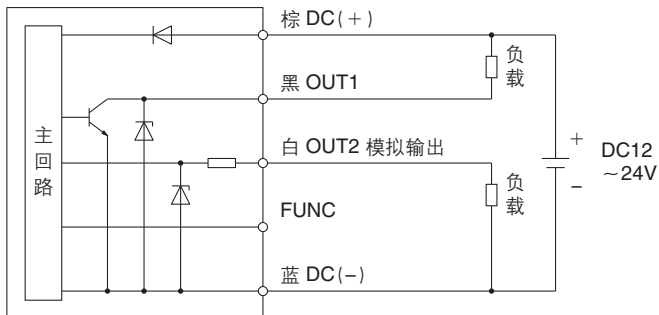 棕 DC(+)
负载
黑 OUT1
主回路
白 OUT2 模拟输出
+
DC12
～24V
−
负载
FUNC
蓝 DC(−)